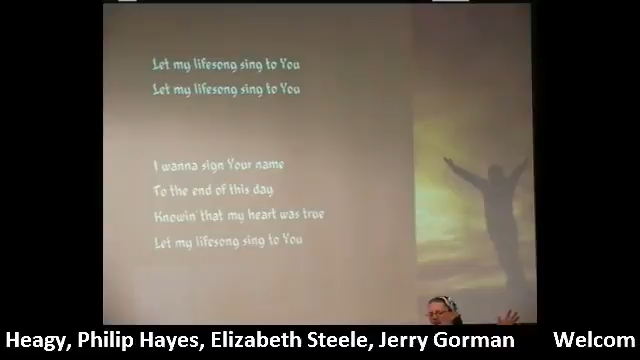 Let my lifesong sing to You
Let my lifesong sing to You
I wanna sign Your name
To the end of this day
Knowin' that my heart was true
Let my lifesong sing to You
Heagy, Philip Hayes, Elizabeth Steele, Jerry Gorman Welcom